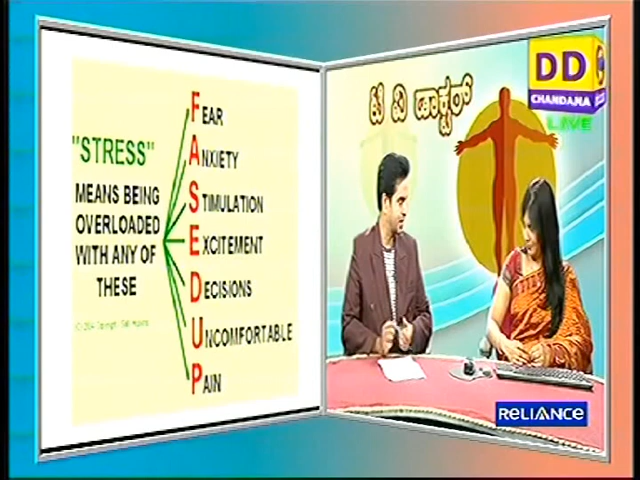 "STRESS"
MEANS BEING
OVERLOADED
WITH ANY OF
THESE
FEAR
ANXIETY
STIMULATION
EXCITEMENT
DECISIONS
UNCOMFORTABLE
PAIN
ಟಿ ವಿ ಡಾಕ್ಟರ್
DD
CHANDANA
LIVE
RELIANCE